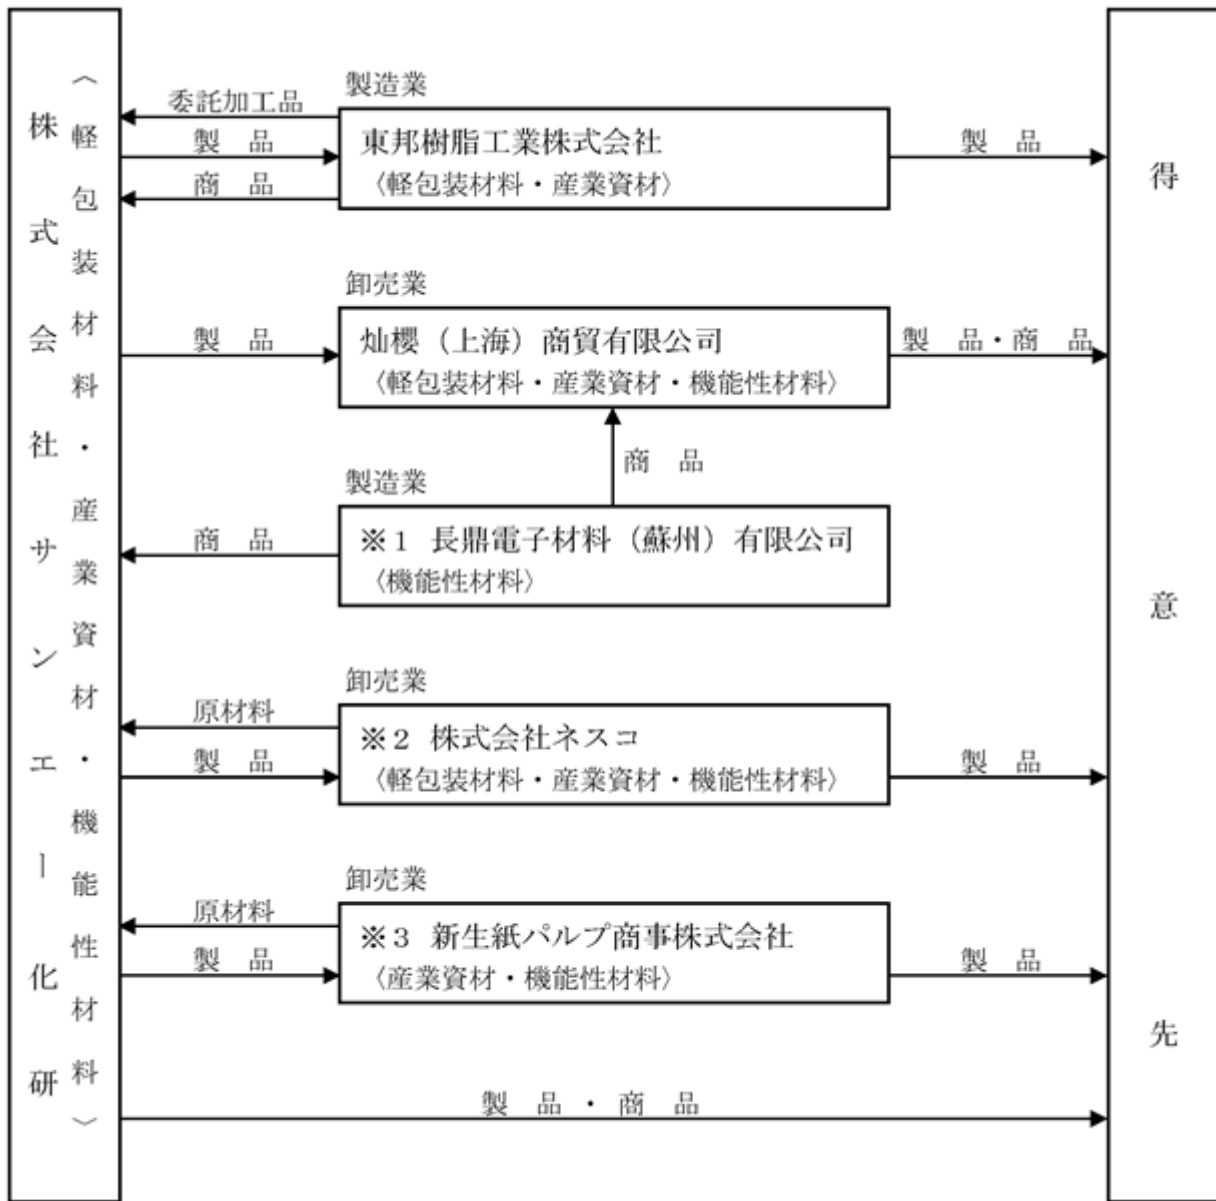 株式会社サンエー化研
〈軽包装材料・産業資材・機能性材料〉
製造業
委託加工品
製品
商品
東邦樹脂工業株式会社
〈軽包装材料・産業資材〉
製品
卸売業
製品
灿櫻（上海）商貿有限公司
〈軽包装材料・産業資材・機能性材料〉
製品・商品
商品
製造業
商品
※1 長鼎電子材料（蘇州）有限公司
〈機能性材料〉
卸売業
原材料
製品
※2 株式会社ネスコ
〈軽包装材料・産業資材・機能性材料〉
製品
卸売業
原材料
製品
※3 新生紙パルプ商事株式会社
〈産業資材・機能性材料〉
製品
製品・商品
得意先